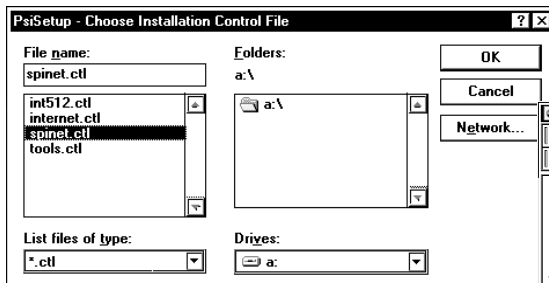 PsiSetup - Choose Installation Control File
File name:
spinet.ctl
int512.ctl
internet.ctl
spinet.ctl
tools.ctl
List files of type:
*.ctl
Folders:
a:\
a:\
Drives:
a:
OK
Cancel
Network...